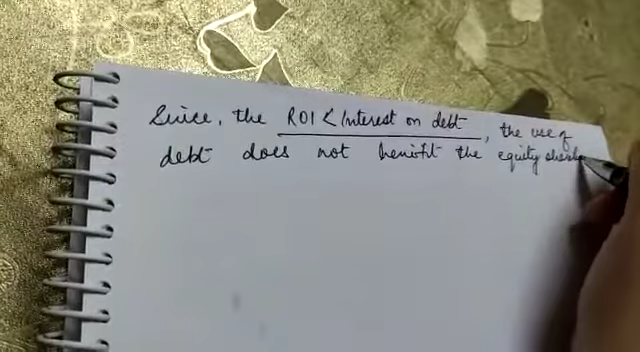 Since, the ROI < Interest on debt, the use of
debt does not benefit the equity